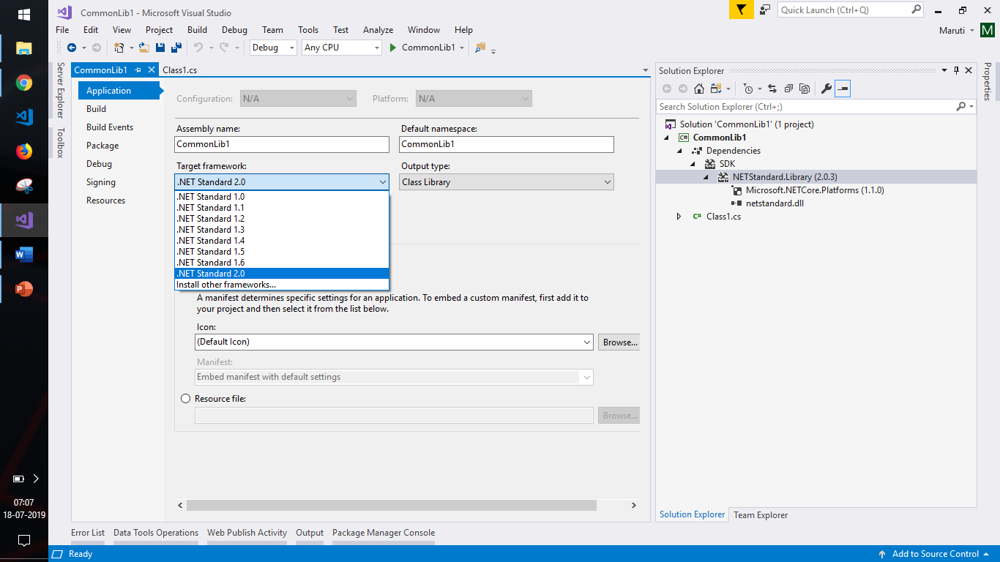 CommonLib1 - Microsoft Visual Studio
Quick Launch (Ctrl+Q)
File Edit View Project Build Debug Team Tools Test Analyze Window Help
Maruti M
Debug Any CPU CommonLib1
Server Explorer
Toolbox
CommonLib1 Class1.cs
Application
Build
Build Events
Package
Debug
Signing
Resources
Configuration: N/A Platform: N/A
Assembly name: Default namespace:
CommonLib1 CommonLib1
Target framework: Output type:
.NET Standard 2.0 Class Library
.NET Standard 1.0
.NET Standard 1.1
.NET Standard 1.2
.NET Standard 1.3
.NET Standard 1.4
.NET Standard 1.5
.NET Standard 1.6
.NET Standard 2.0
Install other frameworks...
A manifest determines specific settings for an application. To embed a custom manifest, first add it to
your project and then select it from the list below.
Icon:
(Default Icon) Browse...
Manifest:
Embed manifest with default settings
Resource file:
Browse...
Solution Explorer
Search Solution Explorer (Ctrl+;)
Solution 'CommonLib1' (1 project)
C# CommonLib1
Dependencies
SDK
NETStandard.Library (2.0.3)
Microsoft.NETCore.Platforms (1.1.0)
netstandard.dll
C# Class1.cs
Properties
Solution Explorer Team Explorer
Error List Data Tools Operations Web Publish Activity Output Package Manager Console
Ready Add to Source Control
07:07
18-07-2019